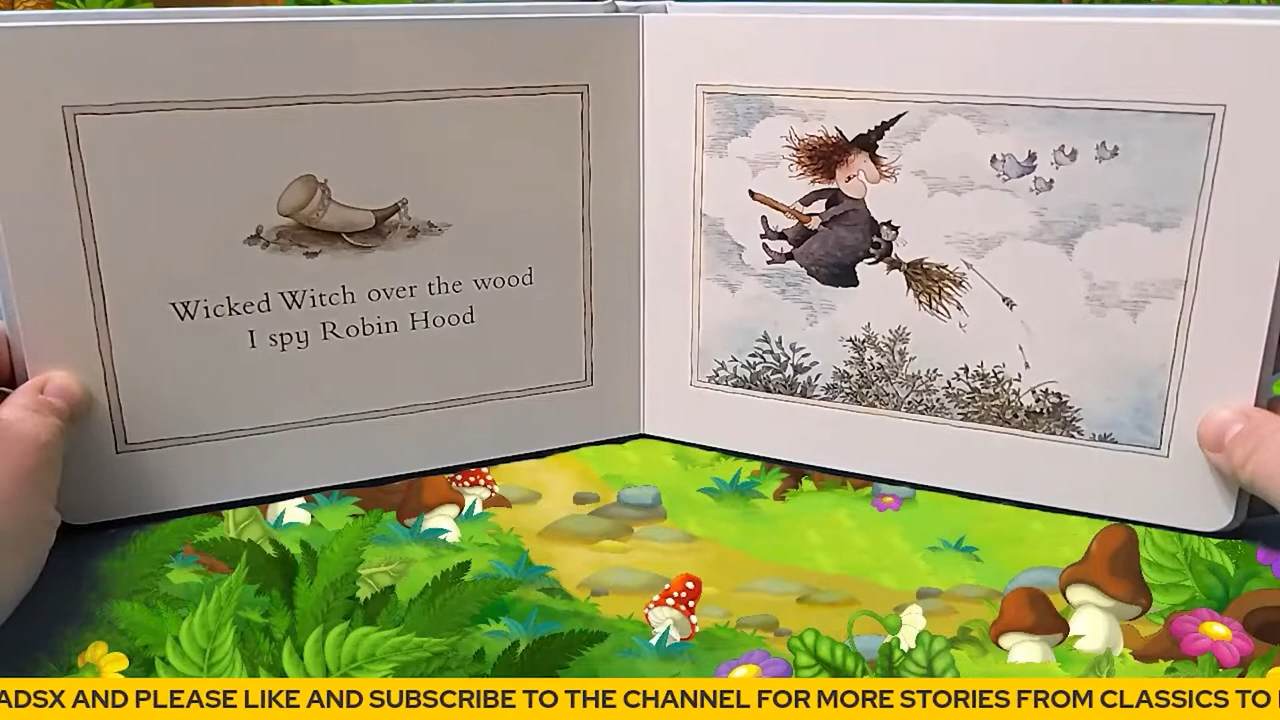 Wicked Witch over the wood
I spy Robin Hood
ADSX AND PLEASE LIKE AND SUBSCRIBE TO THE CHANNEL FOR MORE STORIES FROM CLASSICS TO